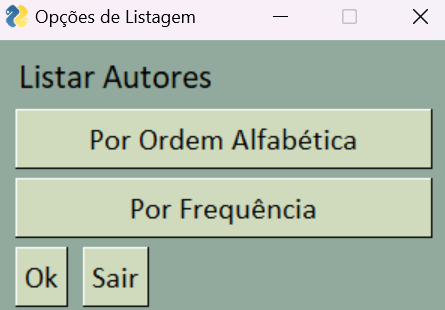 Opções de Listagem
Listar Autores
Por Ordem Alfabética
Por Frequência
Ok Sair